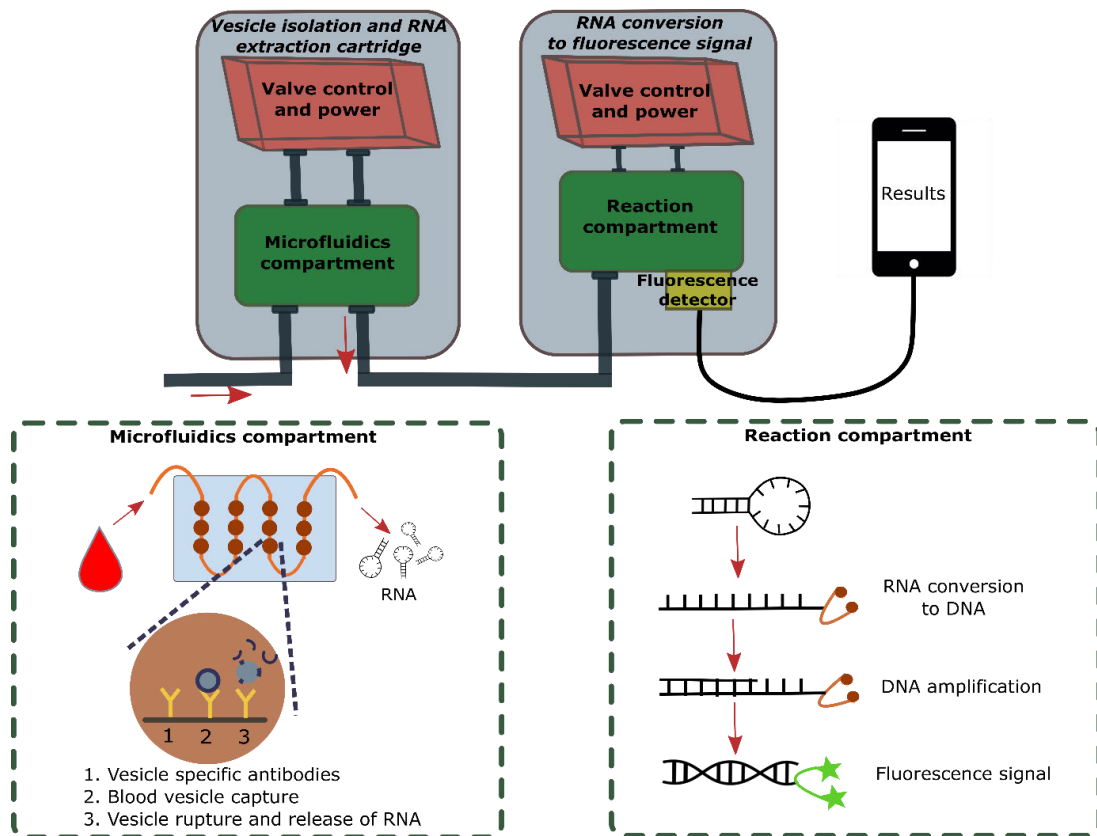 Vesicle isolation and RNA
extraction cartridge
Valve control
and power
Microfluidics
compartment
RNA conversion
to fluorescence signal
Valve control
and power
Reaction
compartment
Fluorescence
detector
Results
Microfluidics compartment
RNA
1 2 3
1. Vesicle specific antibodies
2. Blood vesicle capture
3. Vesicle rupture and release of RNA
Reaction compartment
RNA conversion
to DNA
DNA amplification
Fluorescence signal